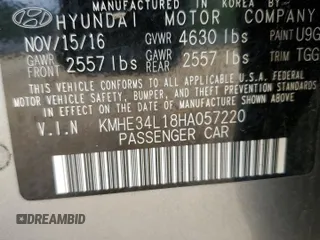 MANUFACTURED IN KOREA BY
HYUNDAI MOTOR COMPANY
NOV/15/16 GVWR 4630 lbs PAINT U9G
GAWR FRONT 2557 lbs GAWR REAR 2557 lbs TRIM TGG
THIS VEHICLE CONFORMS TO ALL
APPLICABLE U.S. FEDERAL MOTOR VEHICLE
SAFETY, BUMPER, AND THEFT PREVENTION
STANDARDS IN EFFECT ON THE DATE OF
MANUFACTURE SHOWN ABOVE.
V.I.N KMHE34L18HA057220
PASSENGER CAR
DREAMBID